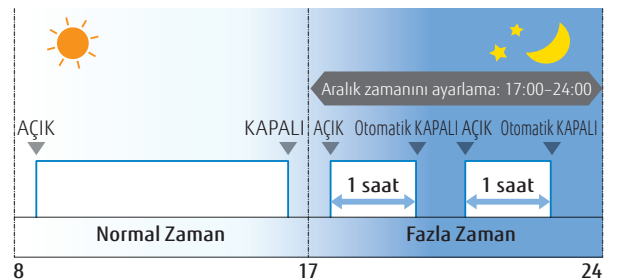 Aralık zamanını ayarlama: 17:00–24:00
AÇIK KAPALI AÇIK Otomatik KAPALI AÇIK Otomatik KAPALI
1 saat 1 saat
Normal Zaman Fazla Zaman
8 17 24